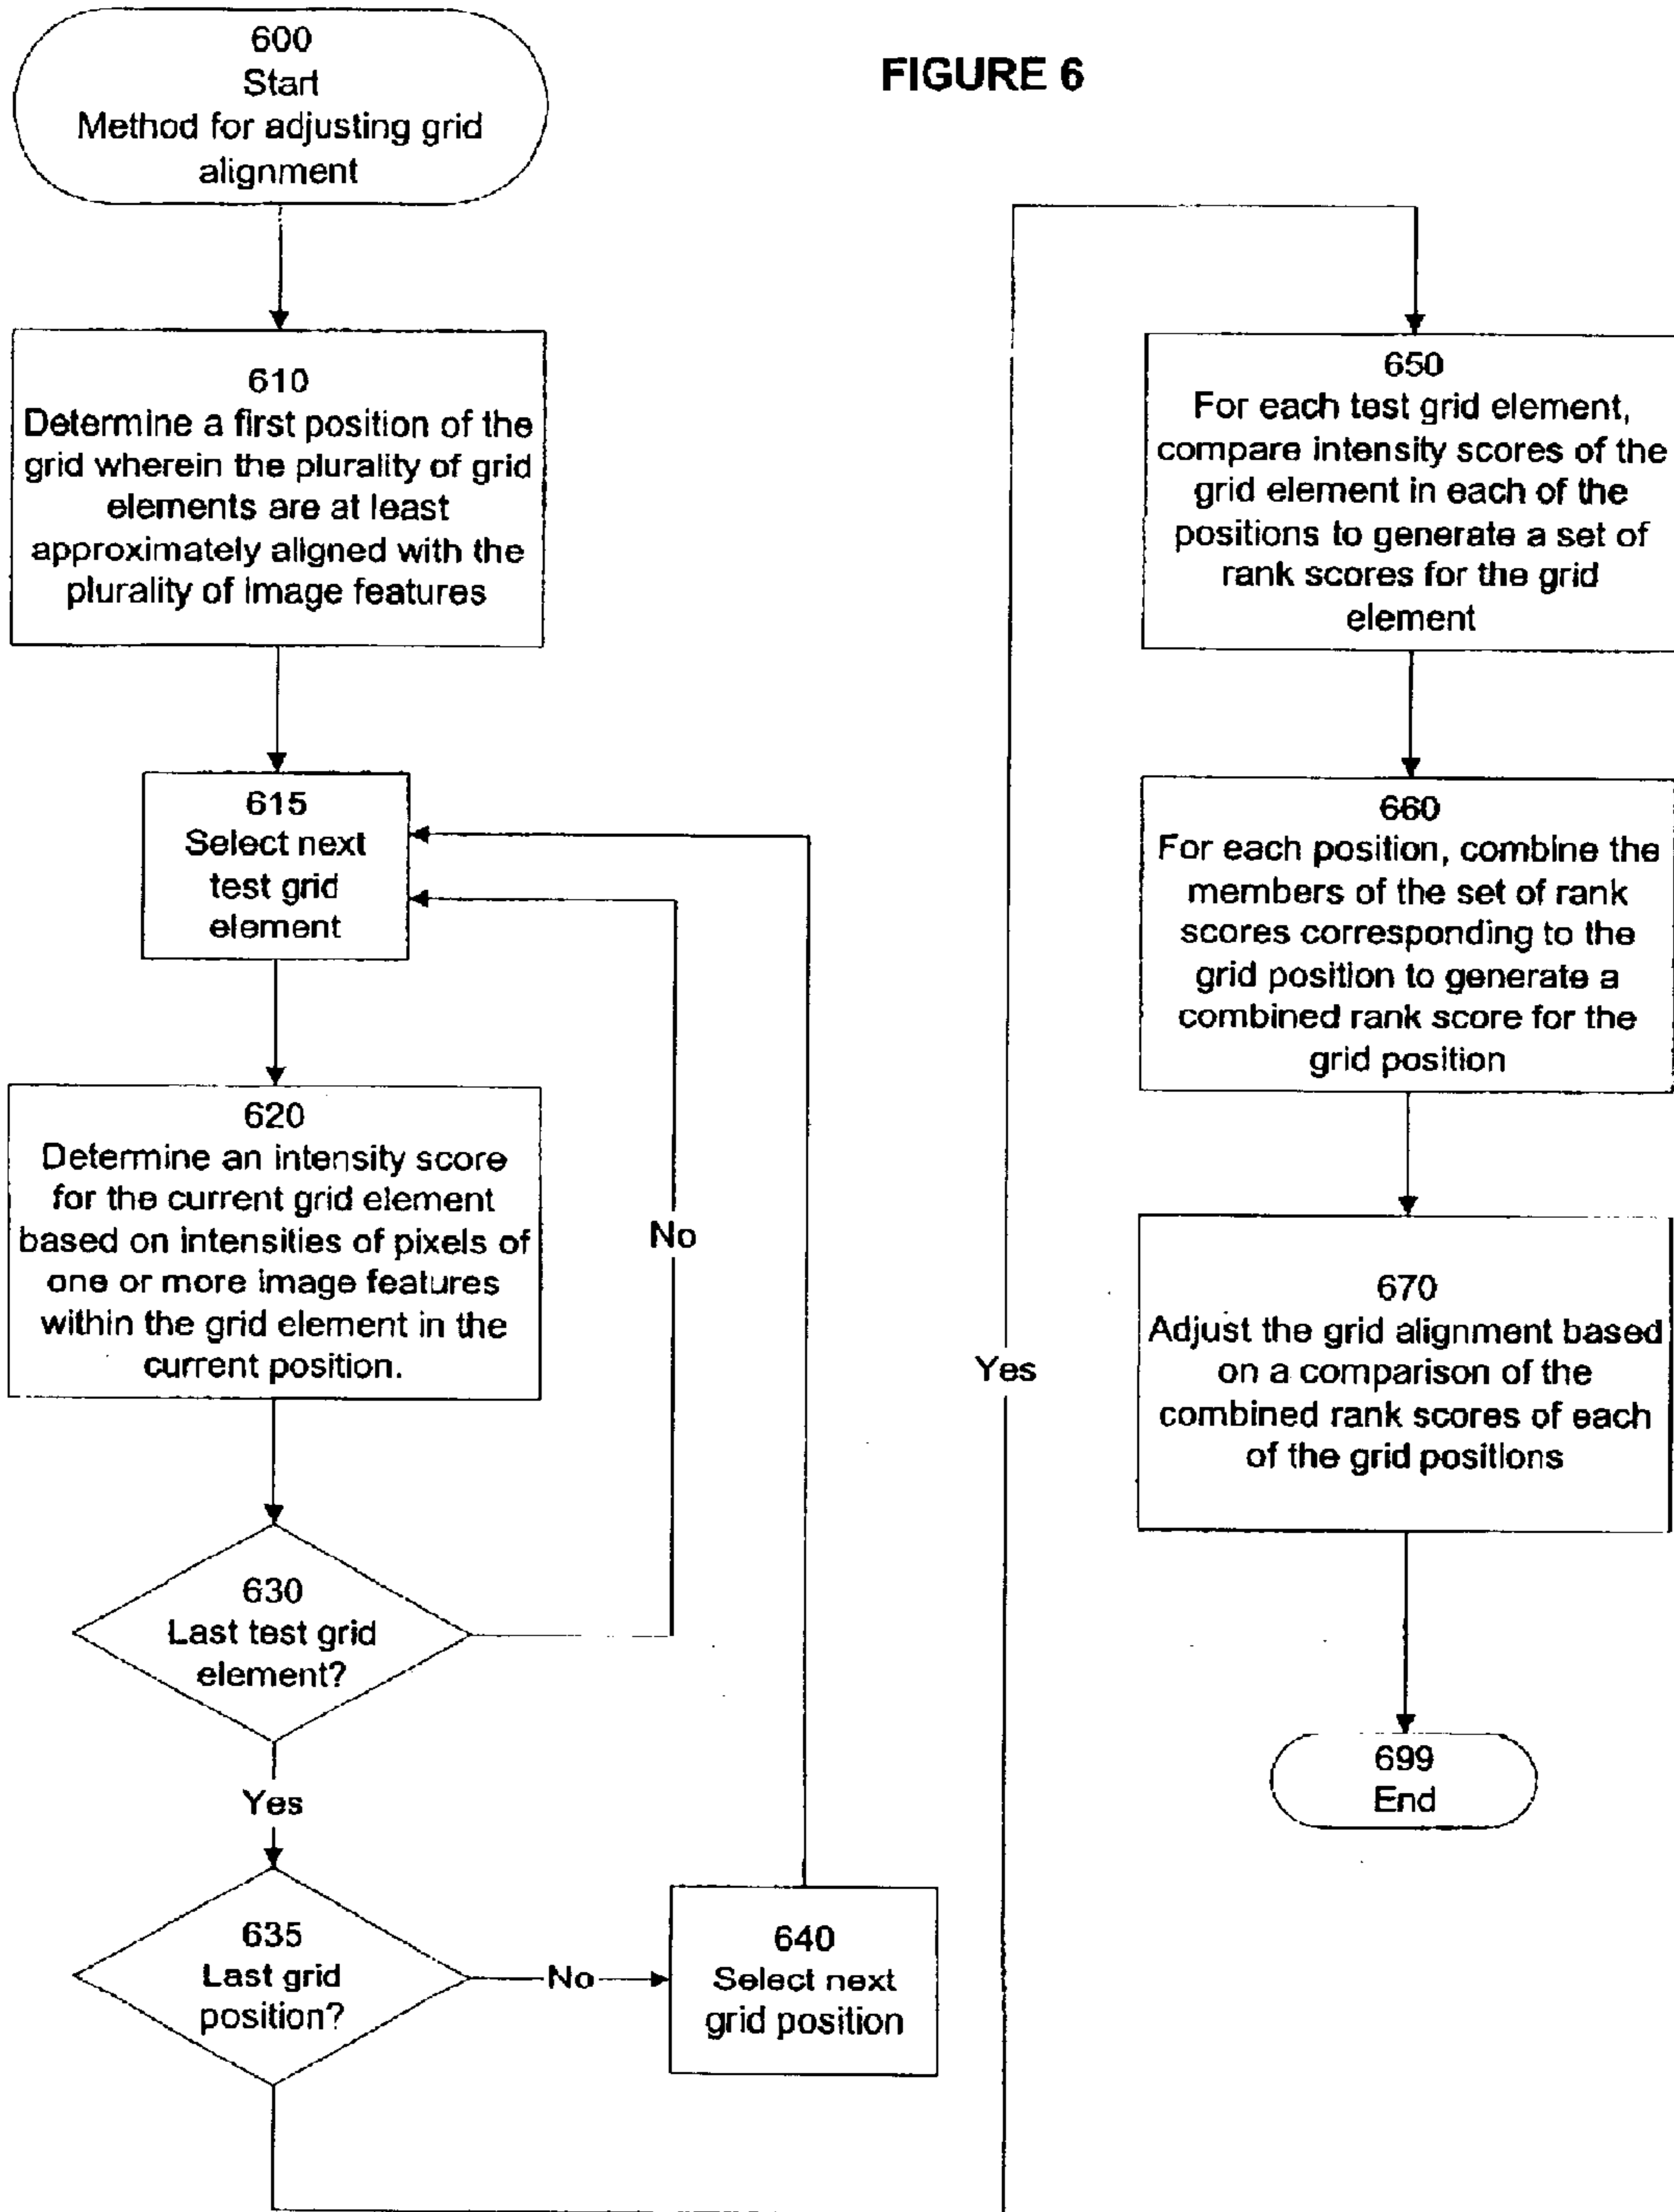 FIGURE 6
600
Start
Method for adjusting grid
alignment
610
Determine a first position of the
grid wherein the plurality of grid
elements are at least
approximately aligned with the
plurality of image features
615
Select next
test grid
element
620
Determine an intensity score
for the current grid element
based on intensities of pixels of
one or more image features
within the grid element in the
current position.
630
Last test grid
element?
No
Yes
635
Last grid
position?
No
640
Select next
grid position
Yes
650
For each test grid element,
compare intensity scores of the
grid element in each of the
positions to generate a set of
rank scores for the grid
element
660
For each position, combine the
members of the set of rank
scores corresponding to the
grid position to generate a
combined rank score for the
grid position
670
Adjust the grid alignment based
on a comparison of the
combined rank scores of each
of the grid positions
699
End